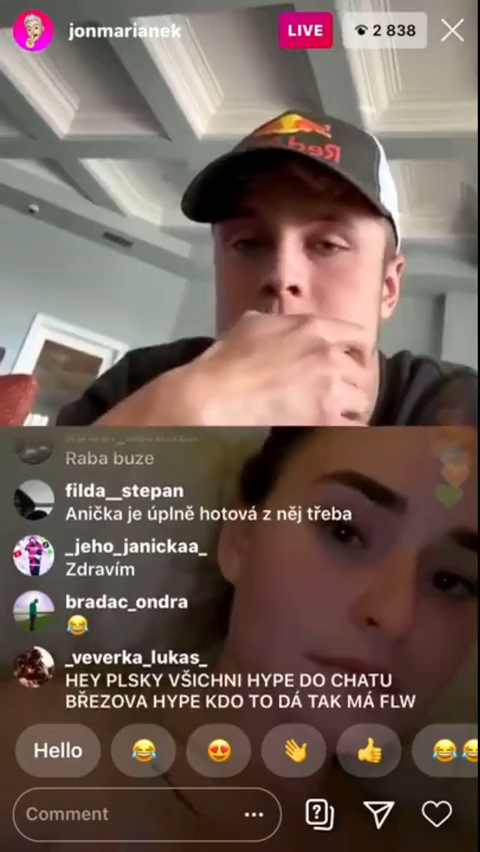 jonmarianek
LIVE
2 838
Red
Raba buze
filda__stepan
Anička je úplně hotová z něj třeba
_jeho_janickaa_
Zdravím
bradac_ondra
😂
_veverka_lukas_
HEY PLSKY VŠICHNI HYPE DO CHATU
BŘEZOVA HYPE KDO TO DÁ TAK MÁ FLW
Hello 😂 😍 👋 👍 😂😂
Comment